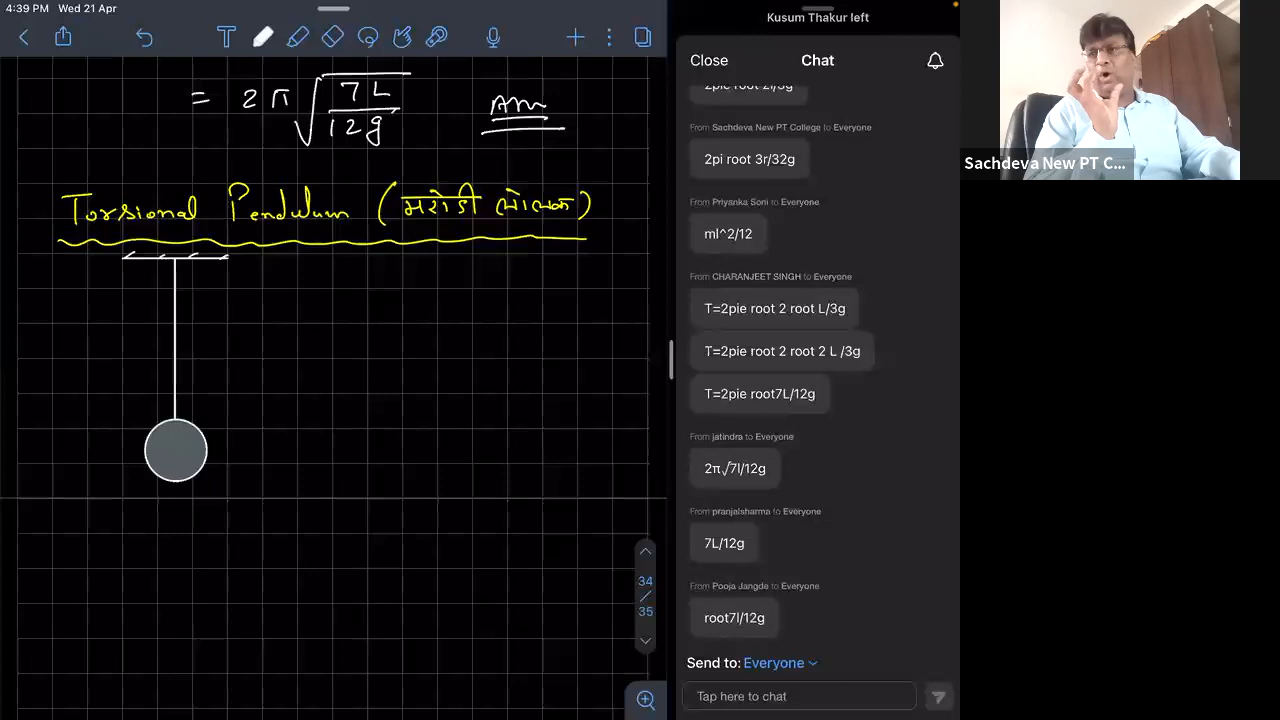 4:39 PM Wed 21 Apr
= 2π√7L/12g Ans
Torsional Pendulum (मरोड़ी लोलक)
34
/
35
Kusum Thakur left
Close Chat
2pie root 2l/3g
From Sachdeva New PT College to Everyone
2pi root 3r/32g
From Priyanka Soni to Everyone
ml^2/12
From CHARANJEET SINGH to Everyone
T=2pie root 2 root L/3g
T=2pie root 2 root 2 L /3g
T=2pie root7L/12g
From jatindra to Everyone
2π√7l/12g
From pranjalsharma to Everyone
7L/12g
From Pooja Jangde to Everyone
root7l/12g
Send to: Everyone
Tap here to chat
Sachdeva New PT C...